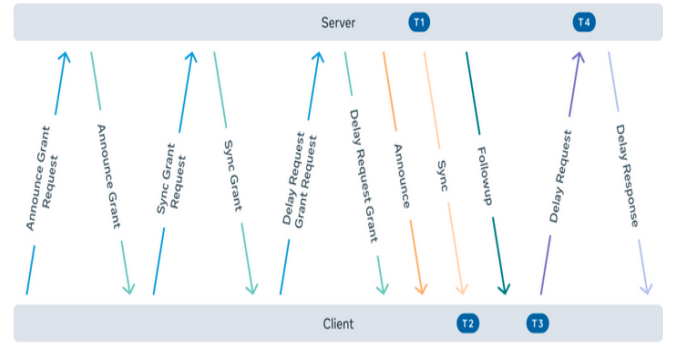 Server
T1
T4
Announce Grant
Request
Announce Grant
Sync Grant
Request
Sync Grant
Delay Request
Grant Request
Delay Request Grant
Announce
Sync
Followup
Delay Request
Delay Response
Client
T2
T3